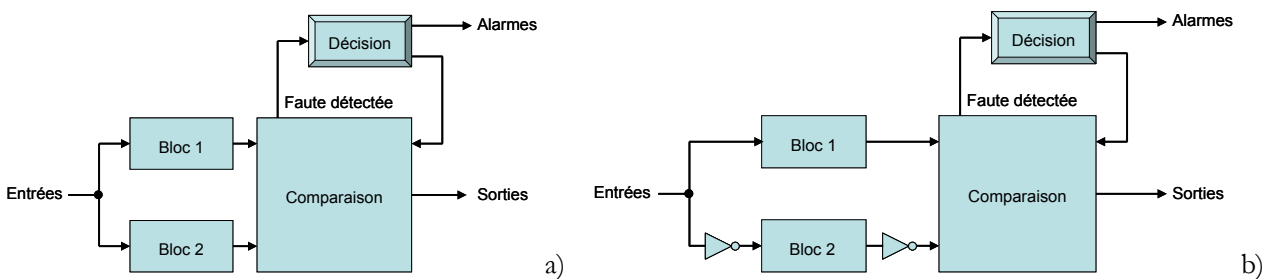 Alarmes
Décision
Faute détectée
Bloc 1
Entrées
Comparaison
Sorties
Bloc 2
a)
Alarmes
Décision
Faute détectée
Bloc 1
Entrées
Comparaison
Sorties
Bloc 2
b)